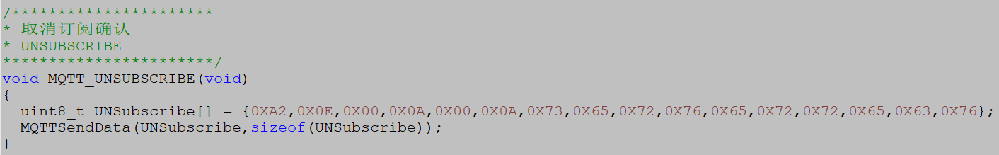 /**********************
* 取消订阅确认
* UNSUBSCRIBE
***********************/
void MQTT_UNSUBSCRIBE(void)
{
  uint8_t UNSubscribe[] = {0XA2,0X0E,0X00,0X0A,0X00,0X0A,0X73,0X65,0X72,0X76,0X65,0X72,0X72,0X65,0X63,0X76};
  MQTTSendData(UNSubscribe,sizeof(UNSubscribe));
}